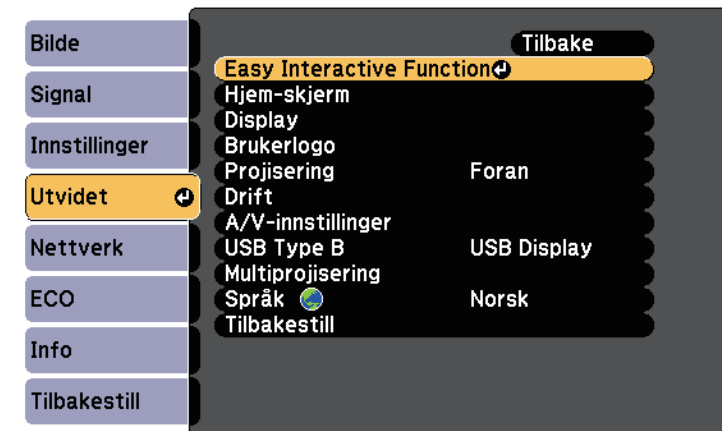 Bilde
Signal
Innstillinger
Utvidet
Nettverk
ECO
Info
Tilbakestill
Tilbake
Easy Interactive Function
Hjem-skjerm
Display
Brukerlogo
Projisering Foran
Drift
A/V-innstillinger
USB Type B USB Display
Multiprojisering
Språk Norsk
Tilbakestill